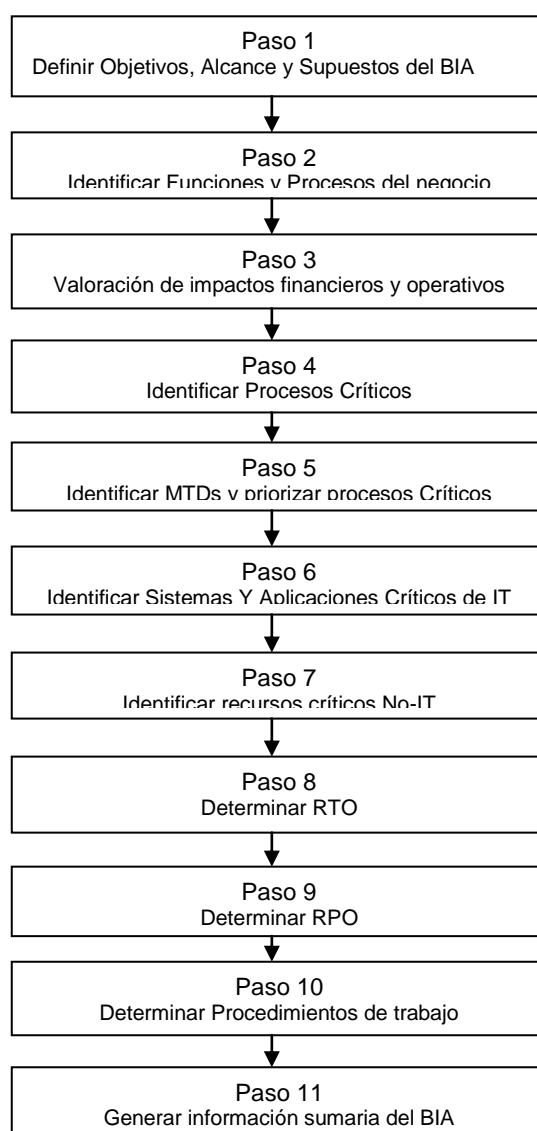 Paso 1
Definir Objetivos, Alcance y Supuestos del BIA
Paso 2
Identificar Funciones y Procesos del negocio
Paso 3
Valoración de impactos financieros y operativos
Paso 4
Identificar Procesos Críticos
Paso 5
Identificar MTDs y priorizar procesos Críticos
Paso 6
Identificar Sistemas Y Aplicaciones Críticos de IT
Paso 7
Identificar recursos críticos No-IT
Paso 8
Determinar RTO
Paso 9
Determinar RPO
Paso 10
Determinar Procedimientos de trabajo
Paso 11
Generar información sumaria del BIA